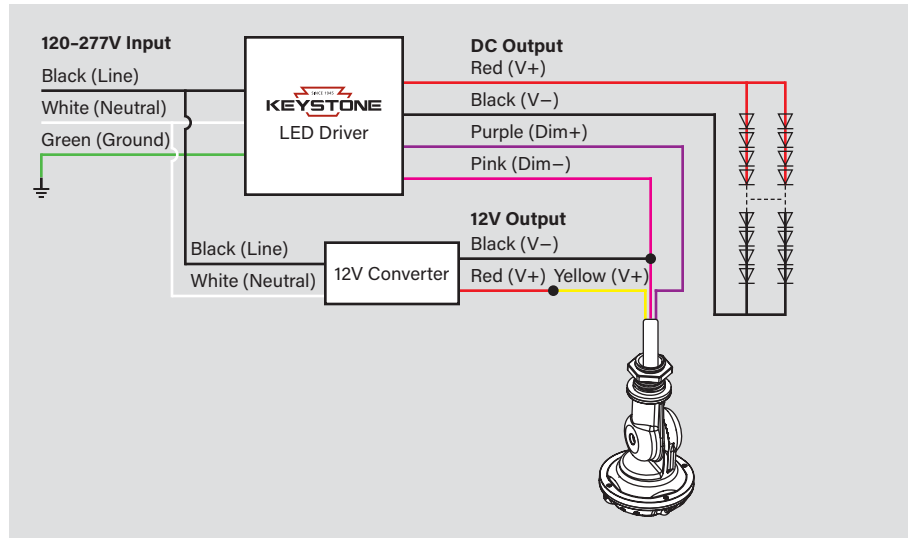 120–277V Input
Black (Line)
White (Neutral)
Green (Ground)
SINCE 1945
KEYSTONE
LED Driver
DC Output
Red (V+)
Black (V−)
Purple (Dim+)
Pink (Dim−)
12V Output
Black (Line)
White (Neutral)
12V Converter
Black (V−)
Red (V+) Yellow (V+)